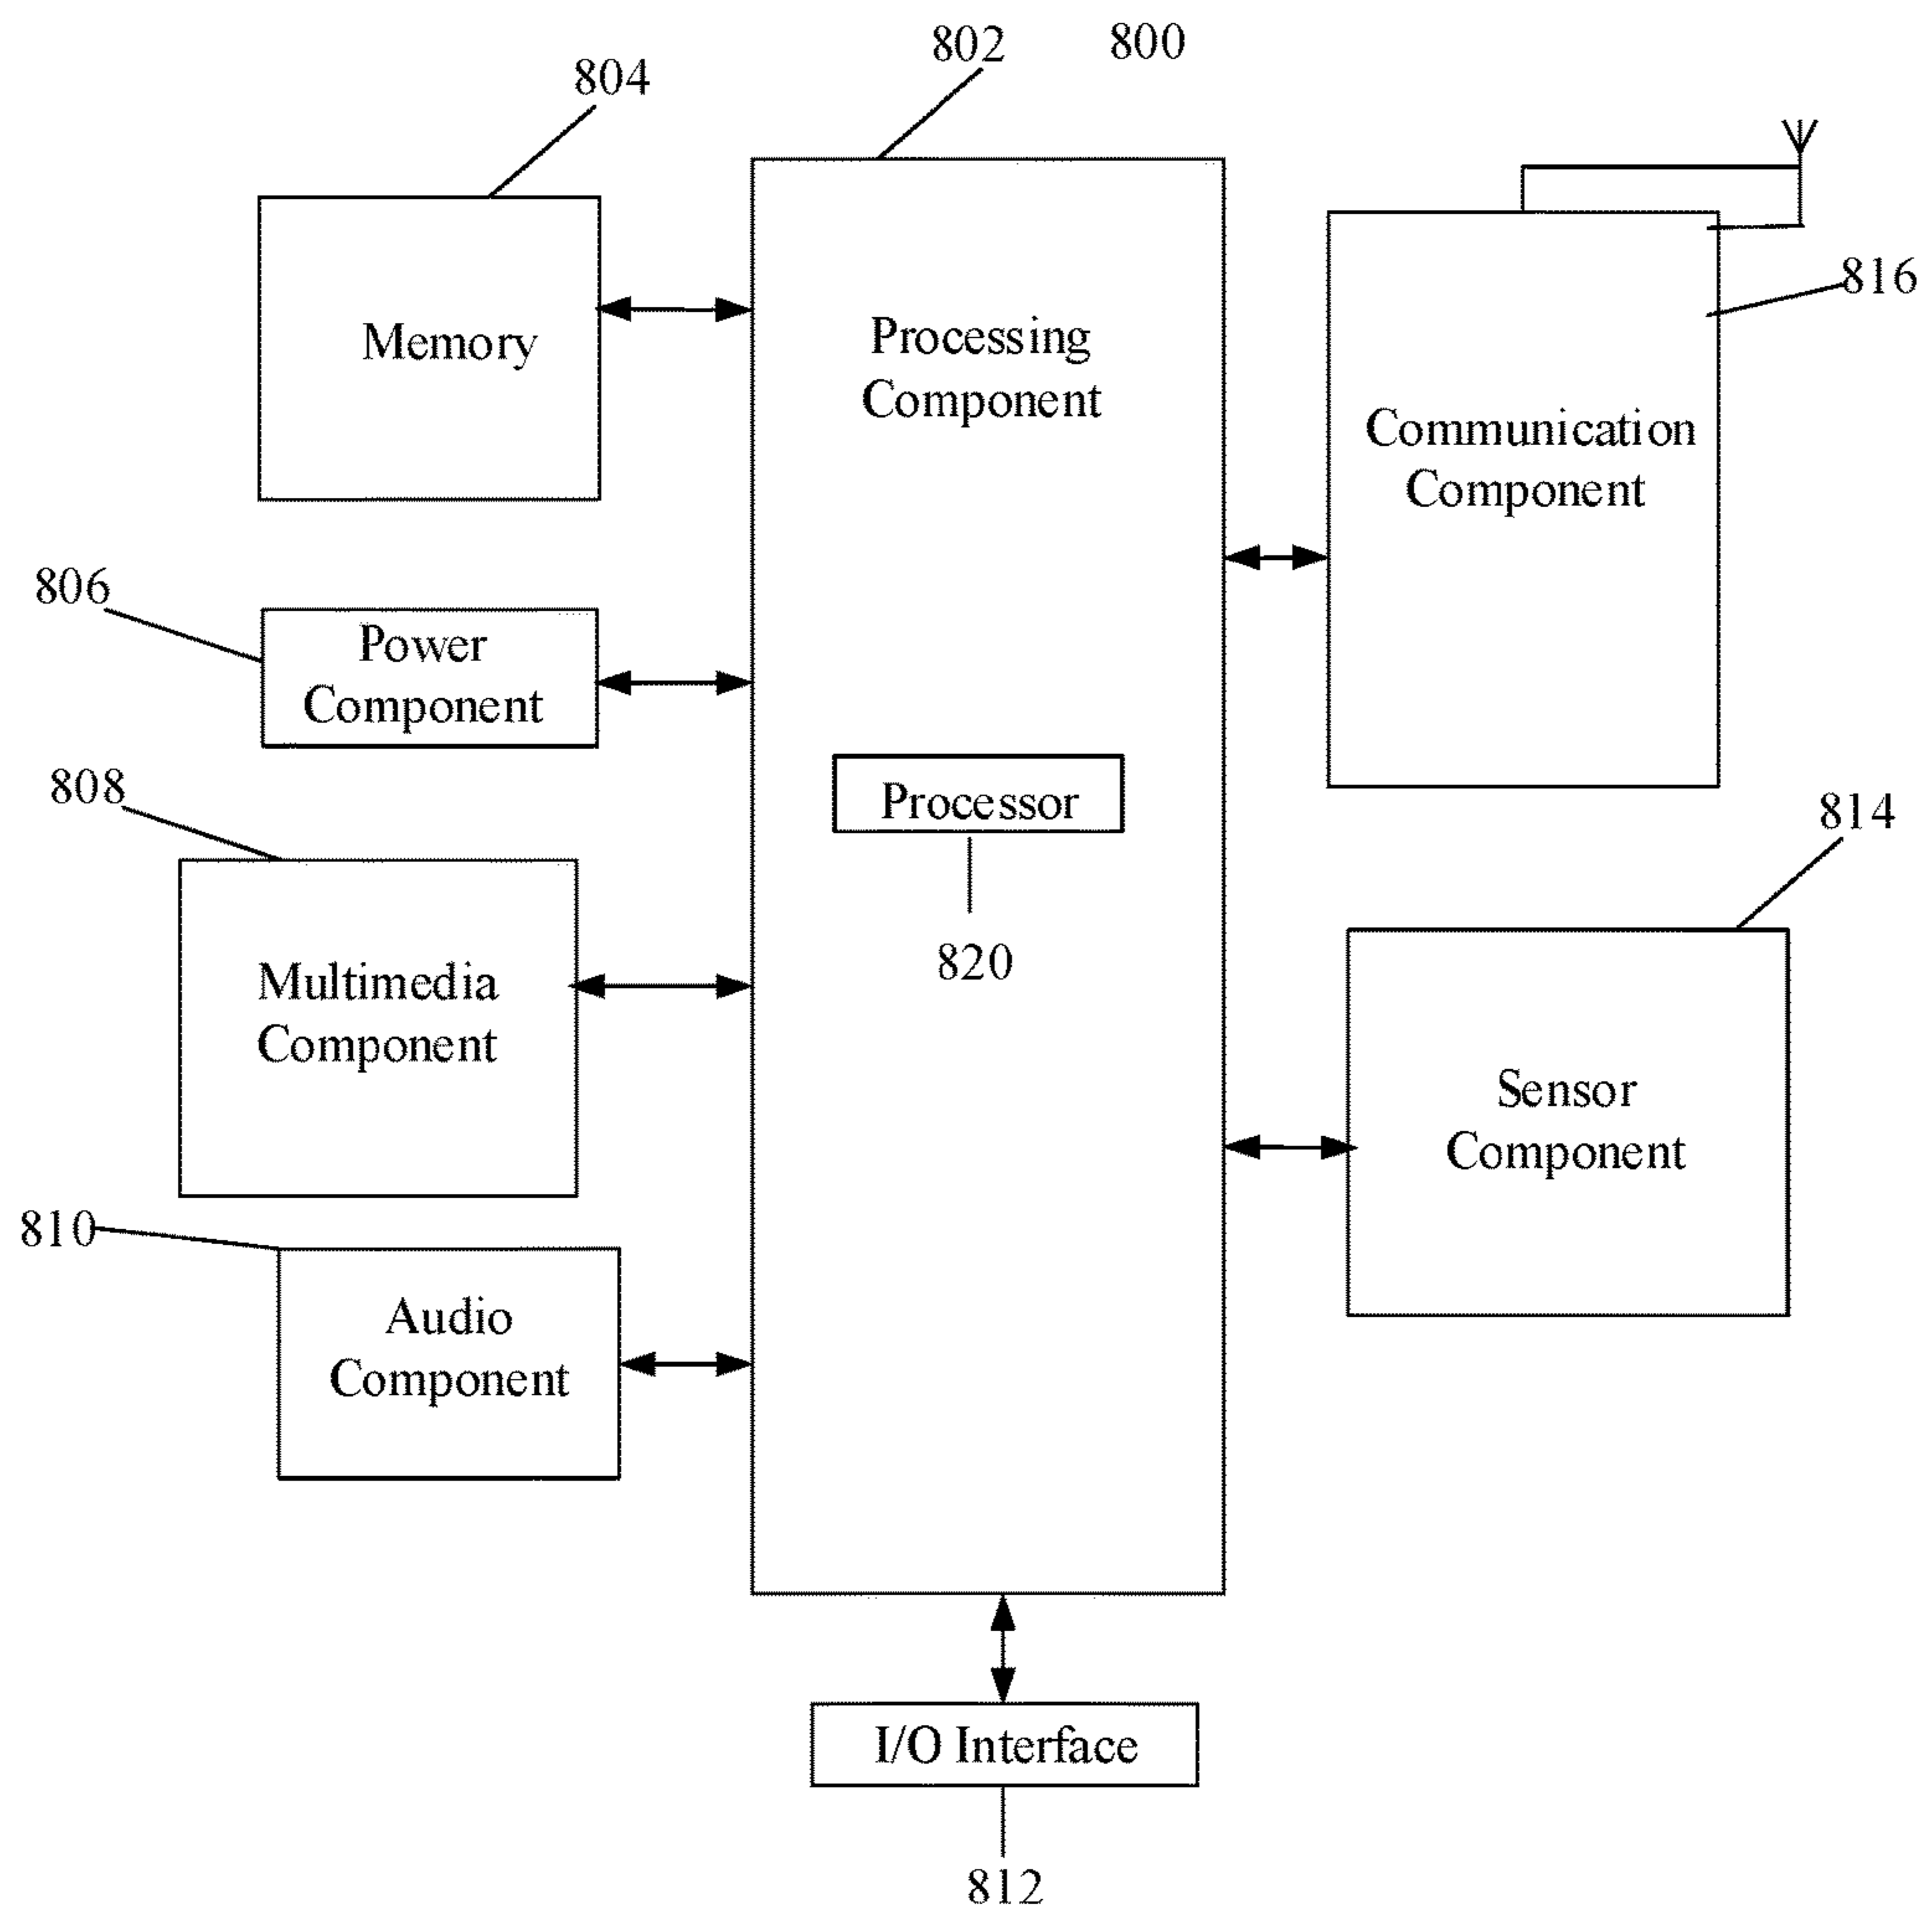 802
800
804
Memory
Processing
Component
816
Communication
Component
806
Power
Component
808
Processor
814
820
Multimedia
Component
Sensor
Component
810
Audio
Component
I/O Interface
812